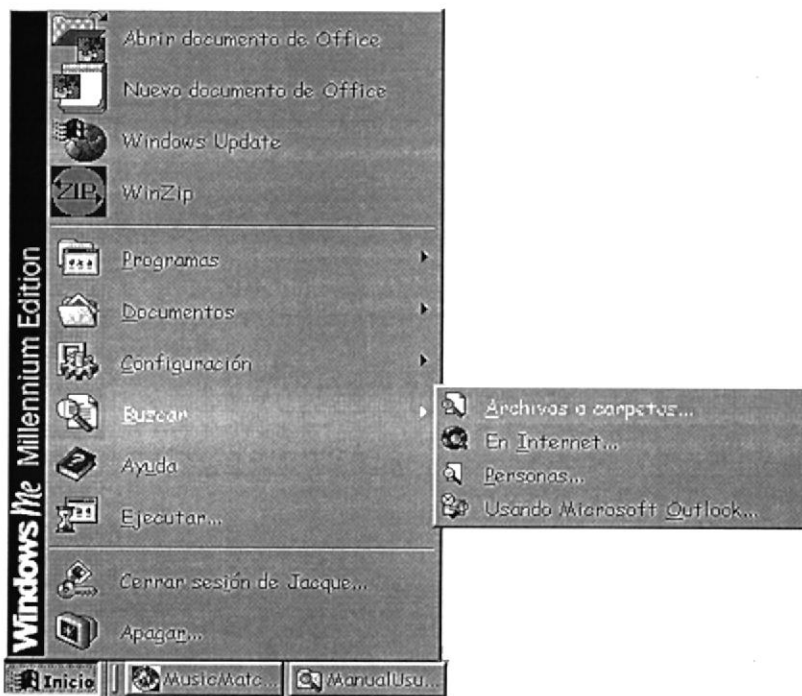 Abrir documento de Office
Nuevo documento de Office
Windows Update
ZIP
WinZip
Programas
Documentos
Configuración
Buscar
Archivos o carpetas...
En Internet...
Personas...
Usando Microsoft Outlook...
Ayuda
Ejecutar...
Cerrar sesión de Jacque...
Apagar...
Windows Me Millennium Edition
Inicio
MusicMatc...
ManualUsu...